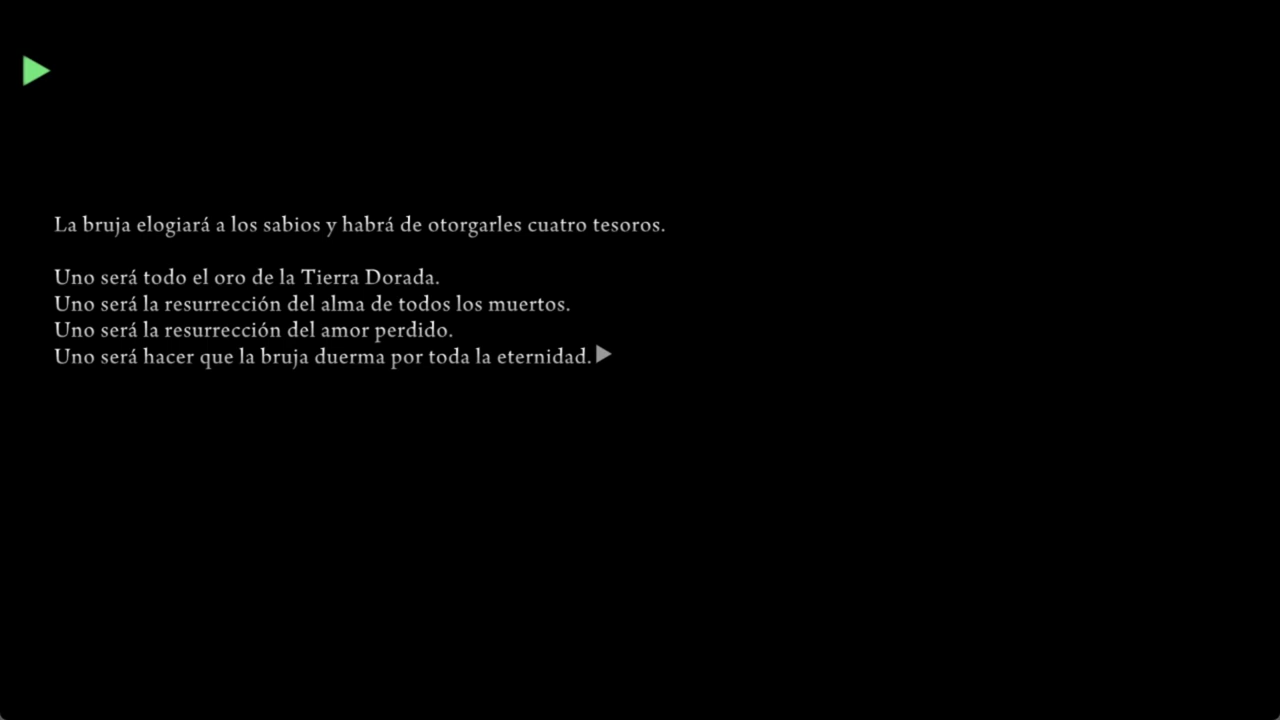 La bruja elogiará a los sabios y habrá de otorgarles cuatro tesoros.
Uno será todo el oro de la Tierra Dorada.
Uno será la resurrección del alma de todos los muertos.
Uno será la resurrección del amor perdido.
Uno será hacer que la bruja duerma por toda la eternidad.